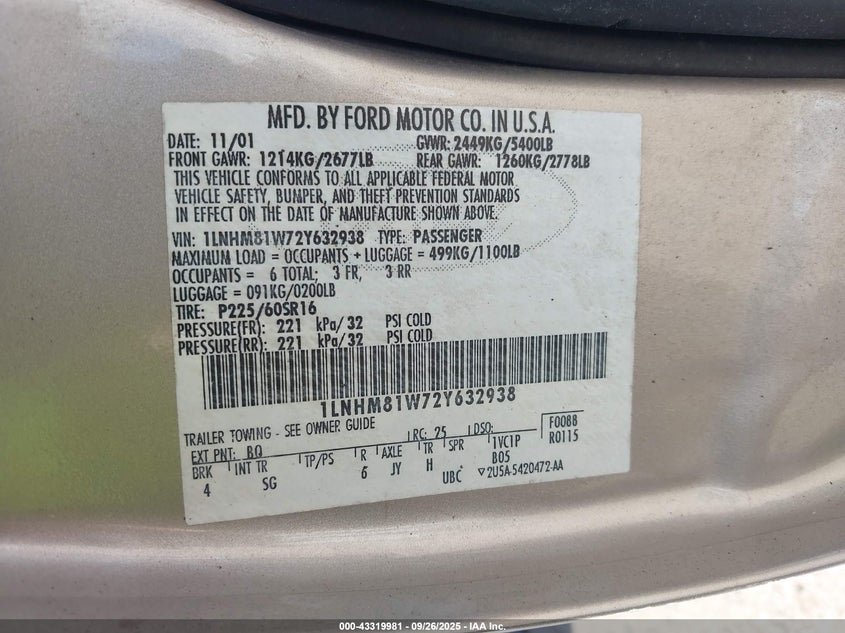 MFD. BY FORD MOTOR CO. IN U.S.A.
DATE: 11/01 GVWR: 2449KG/5400LB
FRONT GAWR: 1214KG/2677LB REAR GAWR: 1260KG/2778LB
THIS VEHICLE CONFORMS TO ALL APPLICABLE FEDERAL MOTOR
VEHICLE SAFETY, BUMPER, AND THEFT PREVENTION STANDARDS
IN EFFECT ON THE DATE OF MANUFACTURE SHOWN ABOVE.
VIN: 1LNHM81W72Y632938 TYPE: PASSENGER
MAXIMUM LOAD = OCCUPANTS + LUGGAGE = 499KG/1100LB
OCCUPANTS = 6 TOTAL; 3 FR, 3 RR
LUGGAGE = 091KG/0200LB
TIRE: P225/60SR16
PRESSURE(FR): 221 kPa/32 PSI COLD
PRESSURE(RR): 221 kPa/32 PSI COLD
1LNHM81W72Y632938
TRAILER TOWING - SEE OWNER GUIDE
EXT PNT: BQ RC: 75 DSO: F0088
BRK INT TR TP/PS R AXLE TR SPR 1VC1P R0115
4 SG 6 JY H B05
UBC 2U5A-5420472-AA
000-43319981 - 09/26/2025 - IAA Inc.